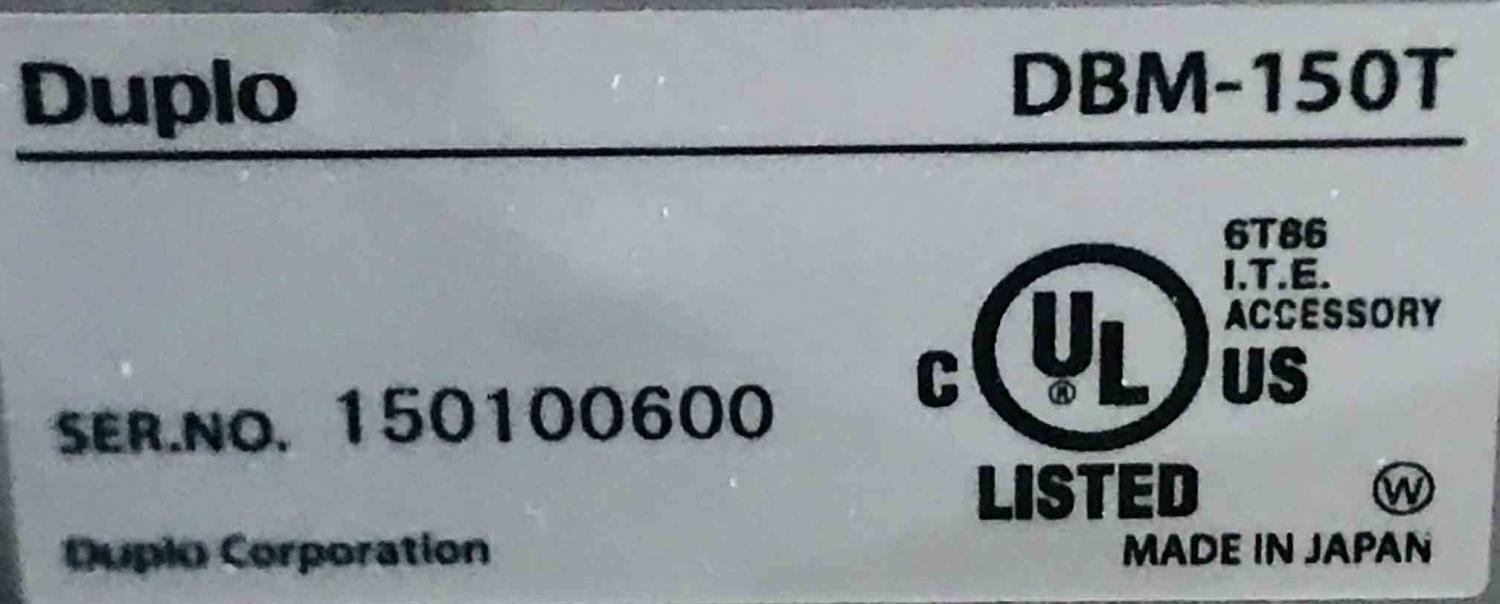 Duplo DBM-150T
6T86
I.T.E.
ACCESSORY
C UL® US
SER.NO. 150100600
LISTED
W
Duplo Corporation MADE IN JAPAN